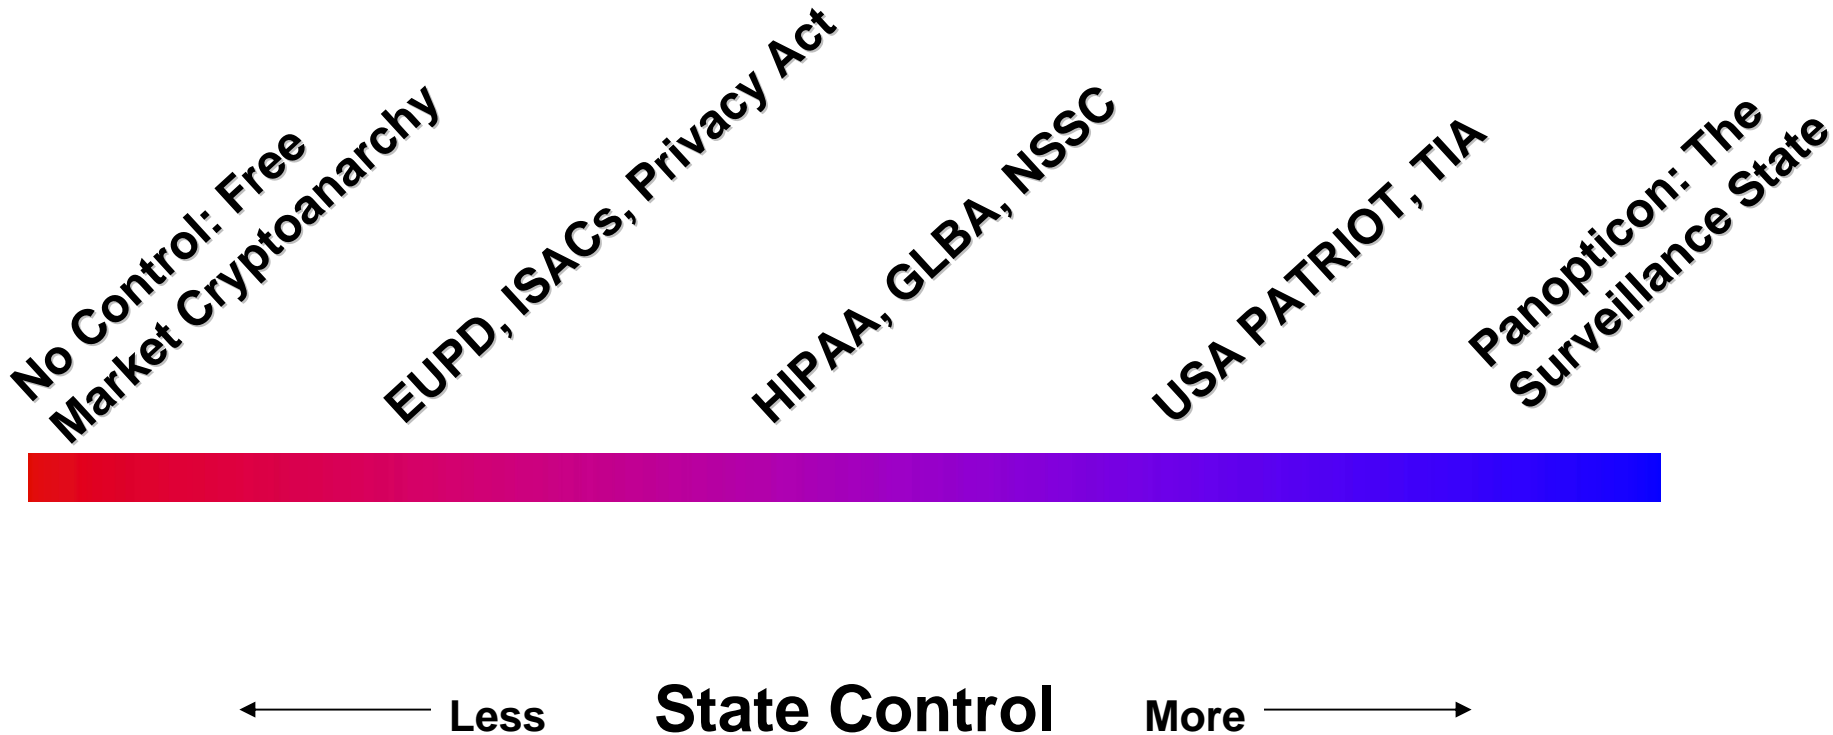 No Control: Free
Market Cryptoanarchy
EUPD, ISACs, Privacy Act
HIPAA, GLBA, NSSC
USA PATRIOT, TIA
Panopticon: The
Surveillance State
Less
State Control
More